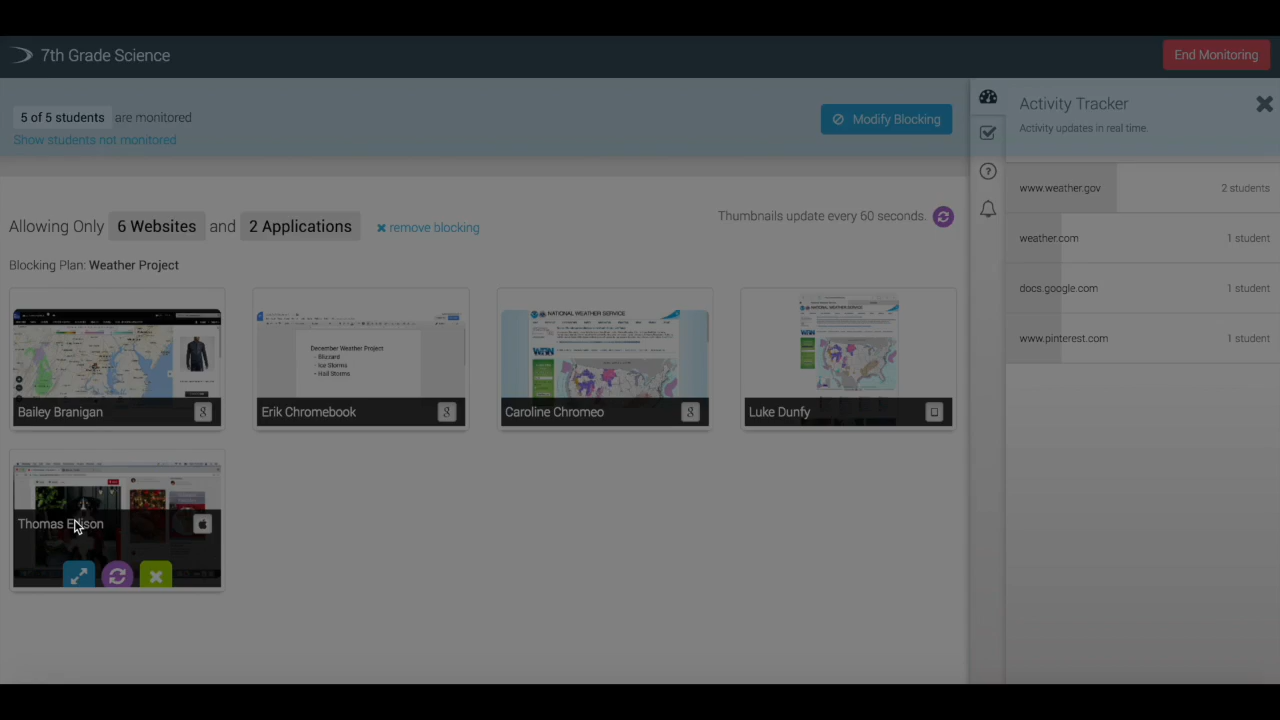 7th Grade Science
End Monitoring
5 of 5 students are monitored
Show students not monitored
Modify Blocking
Activity Tracker
Activity updates in real time.
www.weather.gov 2 students
weather.com 1 student
docs.google.com 1 student
www.pinterest.com 1 student
Allowing Only 6 Websites and 2 Applications remove blocking
Thumbnails update every 60 seconds.
Blocking Plan: Weather Project
NATIONAL WEATHER SERVICE
December Weather Project
- Blizzard
- Ice Storms
- Hail Storms
Bailey Branigan
Erik Chromebook
Caroline Chromeo
Luke Dunfy
Thomas Edison